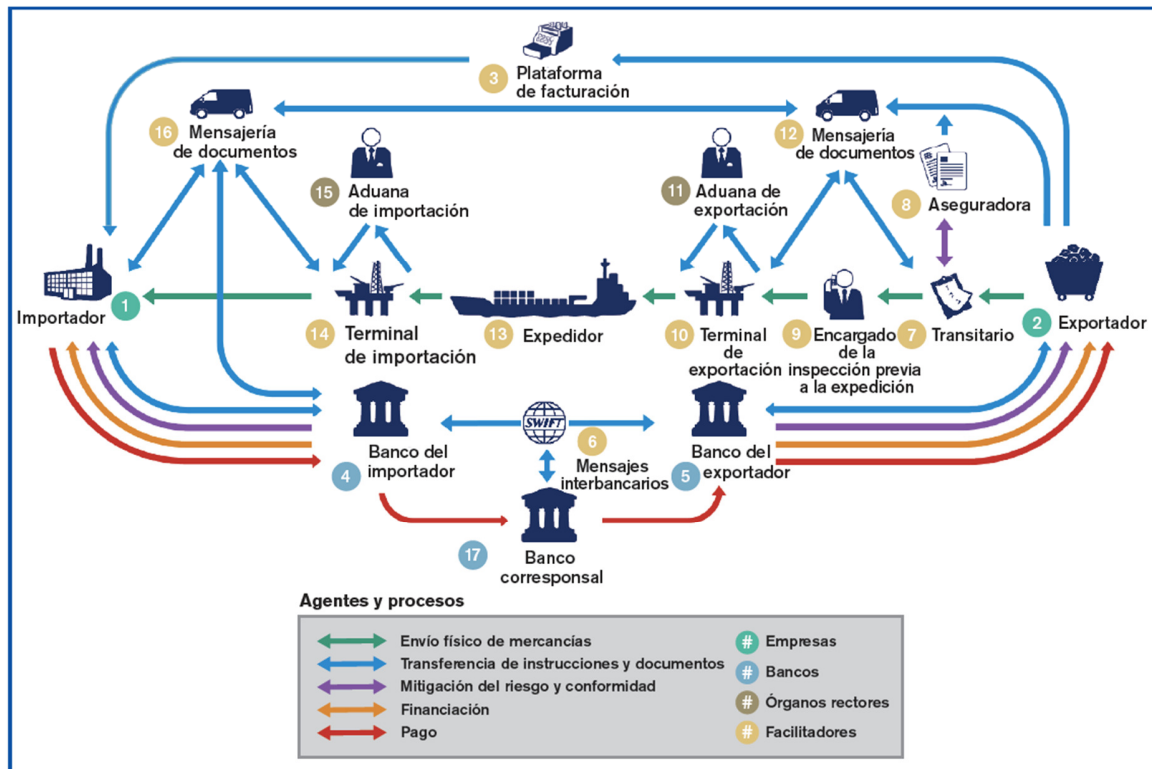 3 Plataforma
de facturación
16 Mensajería
de documentos
12 Mensajería
de documentos
15 Aduana
de importación
11 Aduana de
exportación
8 Aseguradora
Importador 1
14 Terminal
de importación
13 Expedidor
10 Terminal
de
exportación
9 Encargado
de la
inspección previa
a la expedición
7 Transitario
2 Exportador
4 Banco del
importador
SWIFT
6 Mensajes
interbancarios
5 Banco del
exportador
17 Banco
corresponsal
Agentes y procesos
Envío físico de mercancías
Transferencia de instrucciones y documentos
Mitigación del riesgo y conformidad
Financiación
Pago
# Empresas
# Bancos
# Órganos rectores
# Facilitadores